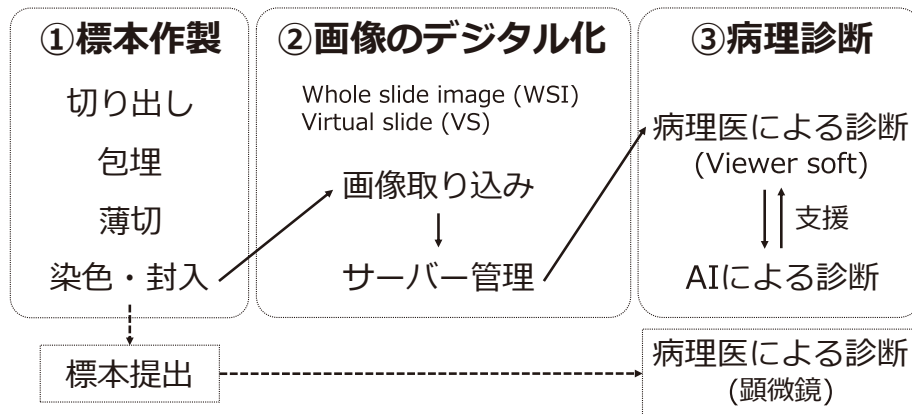 ①標本作製
切り出し
包埋
薄切
染色・封入
標本提出
②画像のデジタル化
Whole slide image (WSI)
Virtual slide (VS)
画像取り込み
サーバー管理
③病理診断
病理医による診断
(Viewer soft)
支援
AIによる診断
病理医による診断
(顕微鏡)